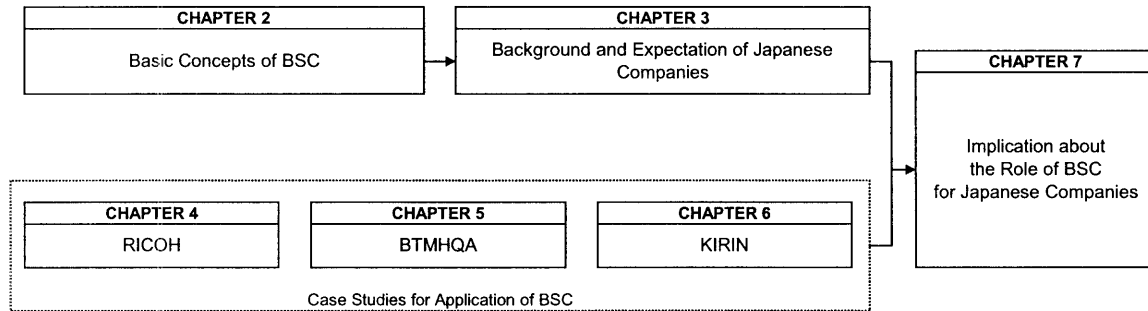 CHAPTER 2
Basic Concepts of BSC
CHAPTER 3
Background and Expectation of Japanese
Companies
CHAPTER 4
RICOH
CHAPTER 5
BTMHQA
CHAPTER 6
KIRIN
Case Studies for Application of BSC
CHAPTER 7
Implication about
the Role of BSC
for Japanese Companies